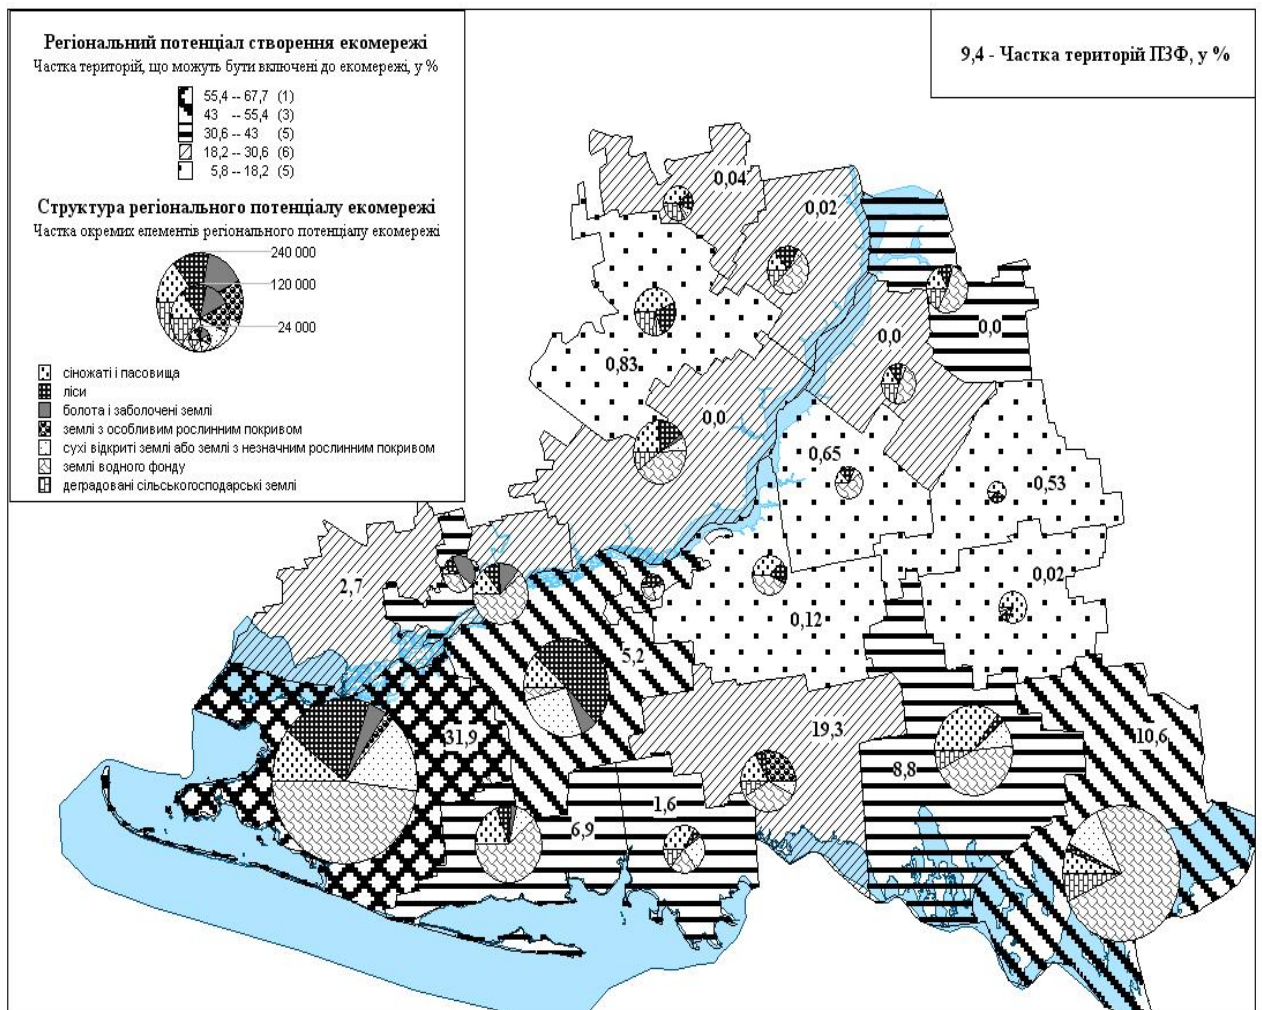 Регіональний потенціал створення екомережі
Частка територій, що можуть бути включені до екомережі, у %
55,4 -- 67,7 (1)
43 -- 55,4 (3)
30,6 -- 43 (5)
18,2 -- 30,6 (6)
5,8 -- 18,2 (5)
Структура регіонального потенціалу екомережі
Частка окремих елементів регіонального потенціалу екомережі
240 000
120 000
24 000
сіножаті і пасовища
ліси
болота і заболочені землі
землі з особливим рослинним покривом
сухі відкриті землі або землі з незначним рослинним покривом
землі водного фонду
деградовані сільськогосподарські землі
9,4 - Частка територій ПЗФ, у %
0,04
0,02
0,0
0,0
0,83
0,0
0,65
0,53
0,02
2,7
0,12
5,2
31,9
19,3
10,6
8,8
1,6
6,9